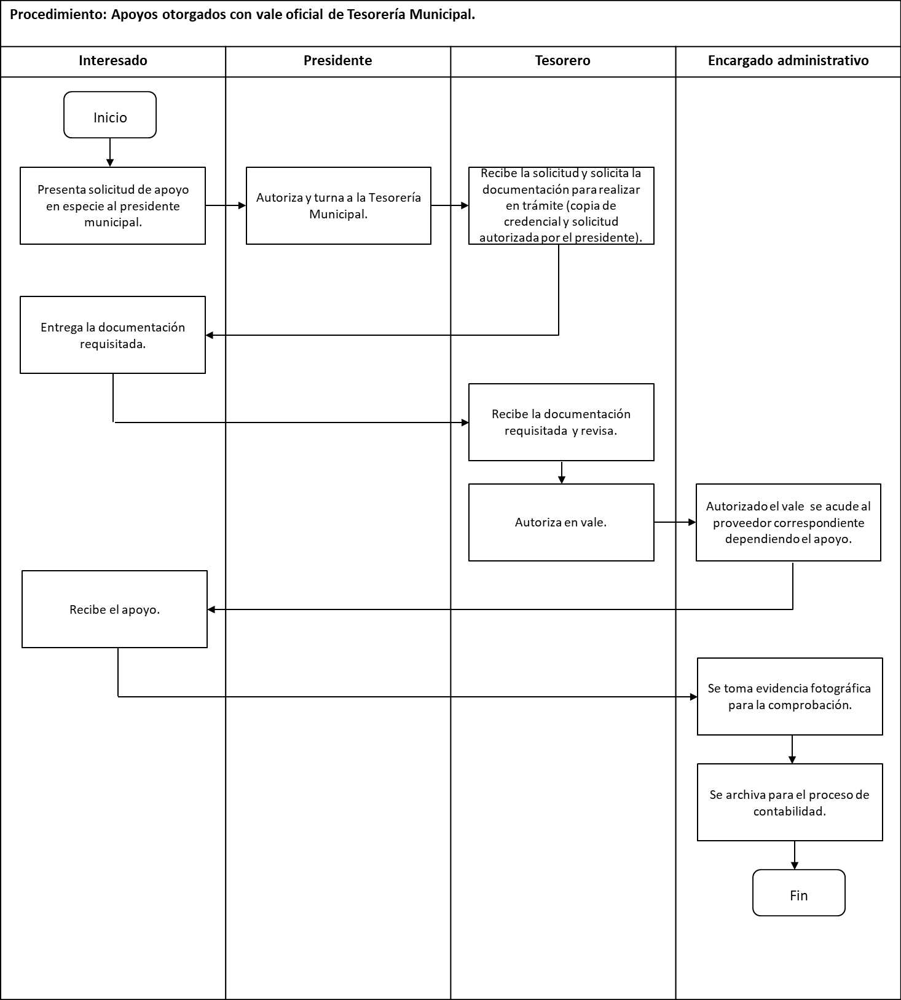 Procedimiento: Apoyos otorgados con vale oficial de Tesorería Municipal.
Interesado
Presidente
Tesorero
Encargado administrativo
Inicio
Presenta solicitud de apoyo
en especie al presidente
municipal.
Autoriza y turna a la Tesorería
Municipal.
Recibe la solicitud y solicita la
documentación para realizar
en trámite (copia de
credencial y solicitud
autorizada por el presidente).
Entrega la documentación
requisitada.
Recibe la documentación
requisitada y revisa.
Autoriza en vale.
Autorizado el vale se acude al
proveedor correspondiente
dependiendo el apoyo.
Recibe el apoyo.
Se toma evidencia fotográfica
para la comprobación.
Se archiva para el proceso de
contabilidad.
Fin